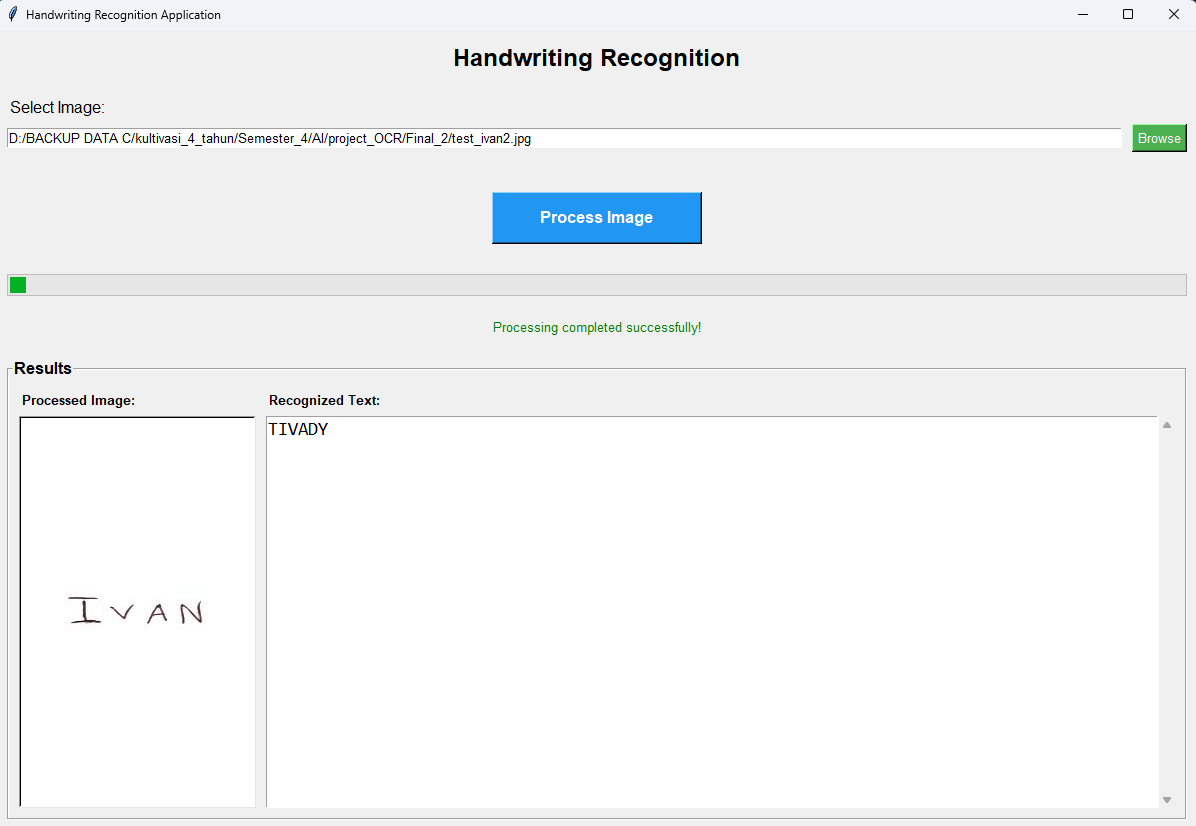 Handwriting Recognition Application
Handwriting Recognition
Select Image:
D:/BACKUP DATA C/kultivasi_4_tahun/Semester_4/AI/project_OCR/Final_2/test_ivan2.jpg
Browse
Process Image
Processing completed successfully!
Results
Processed Image:
Recognized Text:
TIVADY
IVAN